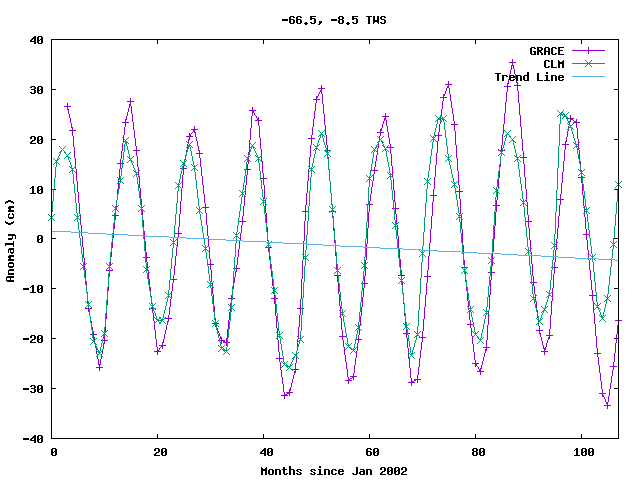 -66.5, -8.5 TWS
GRACE
CLM
Trend Line
40
30
20
10
0
-10
-20
-30
-40
Anomaly (cm)
0 20 40 60 80 100
Months since Jan 2002